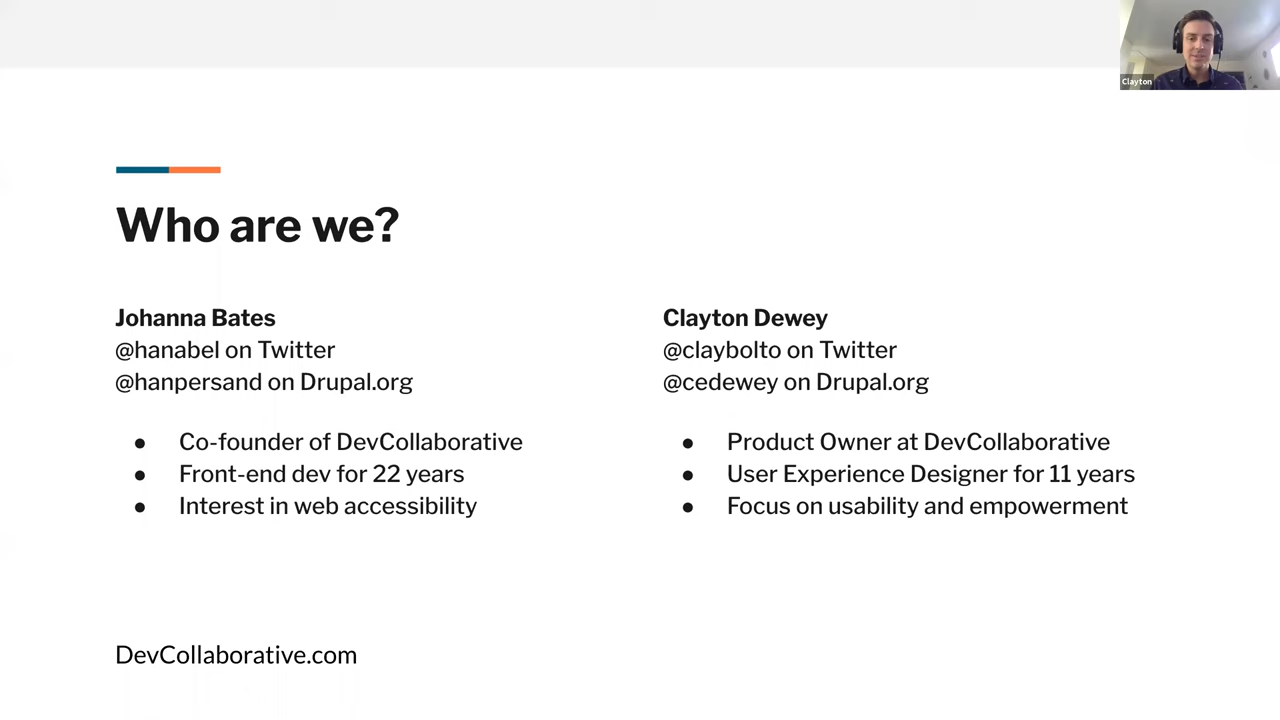 Clayton
Who are we?
Johanna Bates
@hanabel on Twitter
@hanpersand on Drupal.org
● Co-founder of DevCollaborative
● Front-end dev for 22 years
● Interest in web accessibility
Clayton Dewey
@claybolto on Twitter
@cedewey on Drupal.org
● Product Owner at DevCollaborative
● User Experience Designer for 11 years
● Focus on usability and empowerment
DevCollaborative.com